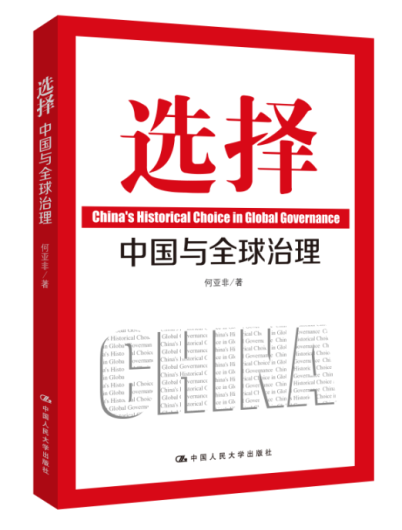 选择
中国与全球治理
何亚非/著
中国人民大学出版社
选择
China's Historical Choice in Global Governance
中国与全球治理
何亚非/著
CHINA
中国人民大学出版社